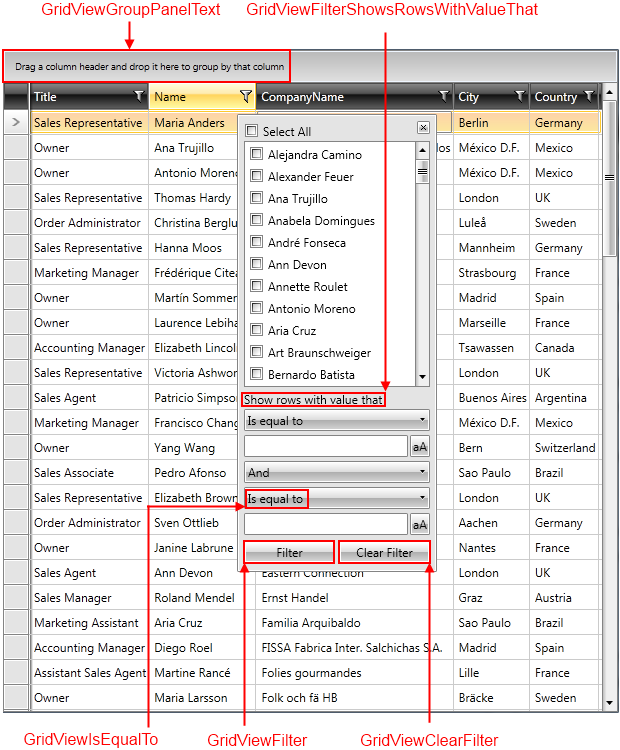 GridViewGroupPanelText GridViewFilterShowsRowsWithValueThat
Drag a column header and drop it here to group by that column
Title Name CompanyName City Country
Sales Representative Maria Anders Berlin Germany
Owner Ana Trujillo los México D.F. Mexico
Owner Antonio Moreno México D.F. Mexico
Sales Representative Thomas Hardy London UK
Order Administrator Christina Berglu Luleå Sweden
Sales Representative Hanna Moos Mannheim Germany
Marketing Manager Frédérique Citea Strasbourg France
Owner Martín Sommer Madrid Spain
Owner Laurence Lebiha Marseille France
Accounting Manager Elizabeth Lincol Tsawassen Canada
Sales Representative Victoria Ashwor London UK
Sales Agent Patricio Simpso Buenos Aires Argentina
Marketing Manager Francisco Chang México D.F. Mexico
Owner Yang Wang Bern Switzerland
Sales Associate Pedro Afonso Sao Paulo Brazil
Sales Representative Elizabeth Brown London UK
Order Administrator Sven Ottlieb Aachen Germany
Owner Janine Labrune Nantes France
Sales Agent Ann Devon Eastern Connection London UK
Sales Manager Roland Mendel Ernst Handel Graz Austria
Marketing Assistant Aria Cruz Familia Arquibaldo Sao Paulo Brazil
Accounting Manager Diego Roel FISSA Fabrica Inter. Salchichas S.A. Madrid Spain
Assistant Sales Agent Martine Rancé Folies gourmandes Lille France
Owner Maria Larsson Folk och fä HB Bräcke Sweden
Select All
Alejandra Camino
Alexander Feuer
Ana Trujillo
Anabela Domingues
André Fonseca
Ann Devon
Annette Roulet
Antonio Moreno
Aria Cruz
Art Braunschweiger
Bernardo Batista
Show rows with value that
Is equal to
aA
And
Is equal to
aA
Filter Clear Filter
GridViewIsEqualTo GridViewFilter GridViewClearFilter